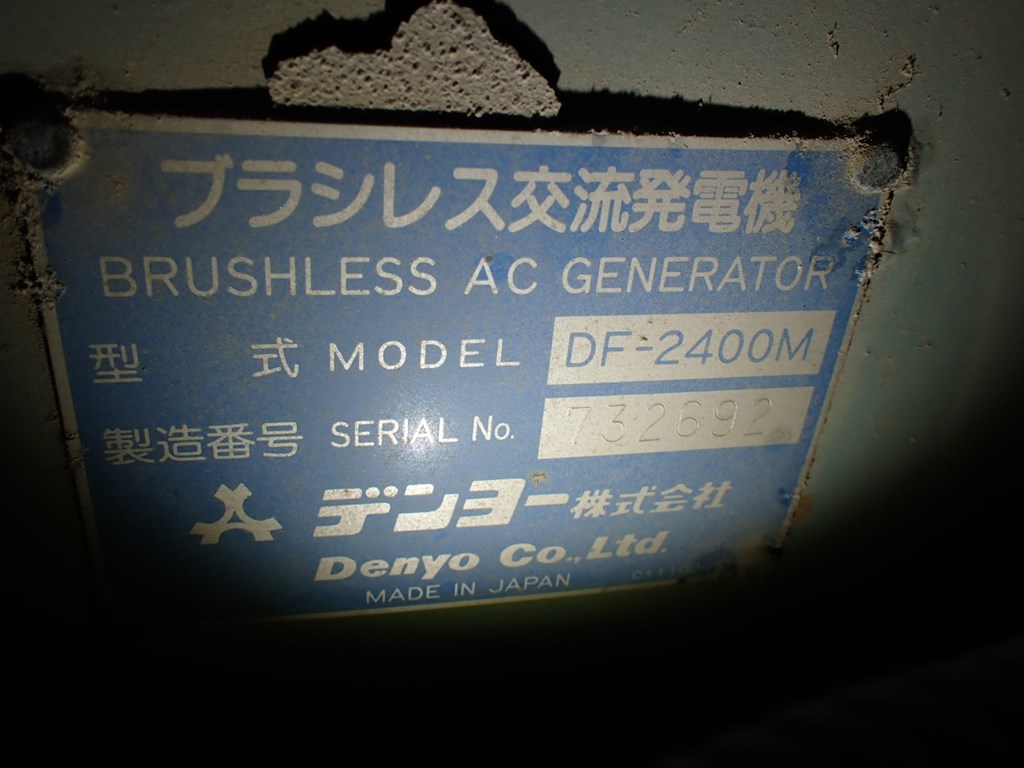 ブラシレス交流発電機
BRUSHLESS AC GENERATOR
型 式 MODEL DF-2400M
製造番号 SERIAL No. 732692
デンヨー株式会社
Denyo Co.,Ltd.
MADE IN JAPAN